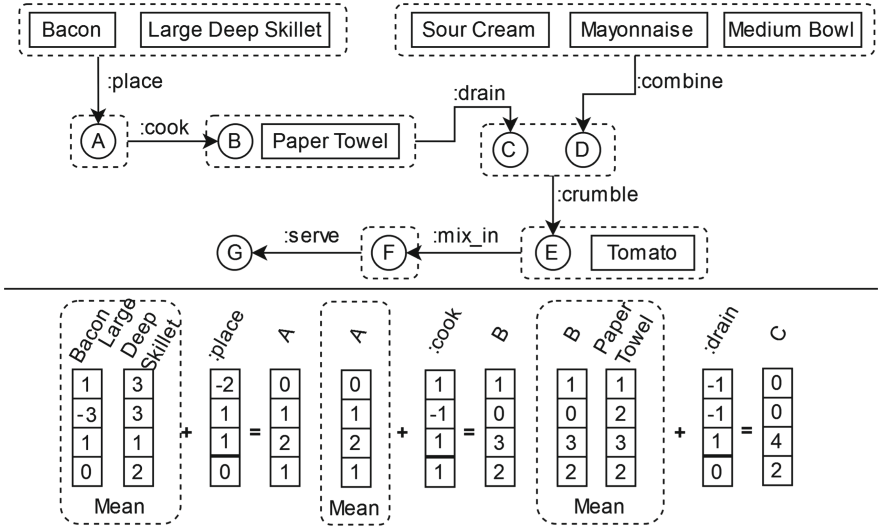 Bacon Large Deep Skillet Sour Cream Mayonnaise Medium Bowl
:place :combine
:drain
A :cook B Paper Towel C D
:crumble
G :serve F :mix_in E Tomato
Bacon Large Deep Skillet :place A A :cook B B Paper Towel :drain C
1 3 -2 0 0 1 1 1 1 -1 0
-3 3 1 1 1 -1 0 0 2 -1 0
+ = + = + =
1 1 1 2 2 1 3 3 3 1 4
0 2 0 1 1 1 2 2 2 0 2
Mean Mean Mean